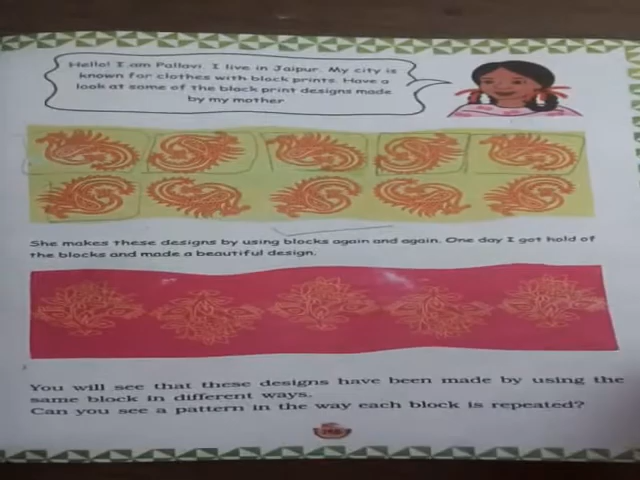 Hello! I am Pallavi. I live in Jaipur. My city is
known for clothes with block prints. Have a
look at some of the block print designs made
by my mother
She makes these designs by using blocks again and again. One day I got hold of
the blocks and made a beautiful design.
You will see that these designs have been made by using the
same block in different ways.
Can you see a pattern in the way each block is repeated?